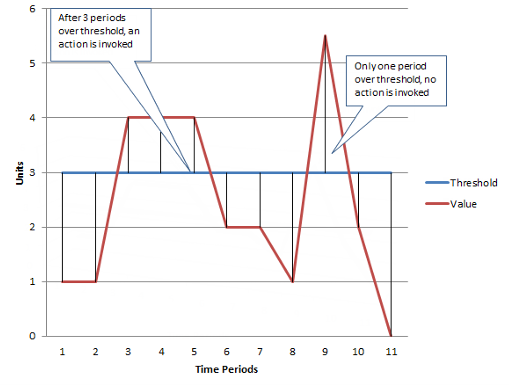 6
After 3 periods
over threshold, an
action is invoked
5
Only one period
over threshold, no
action is invoked
4
3
2
1
0
Units
Threshold
Value
1 2 3 4 5 6 7 8 9 10 11
Time Periods